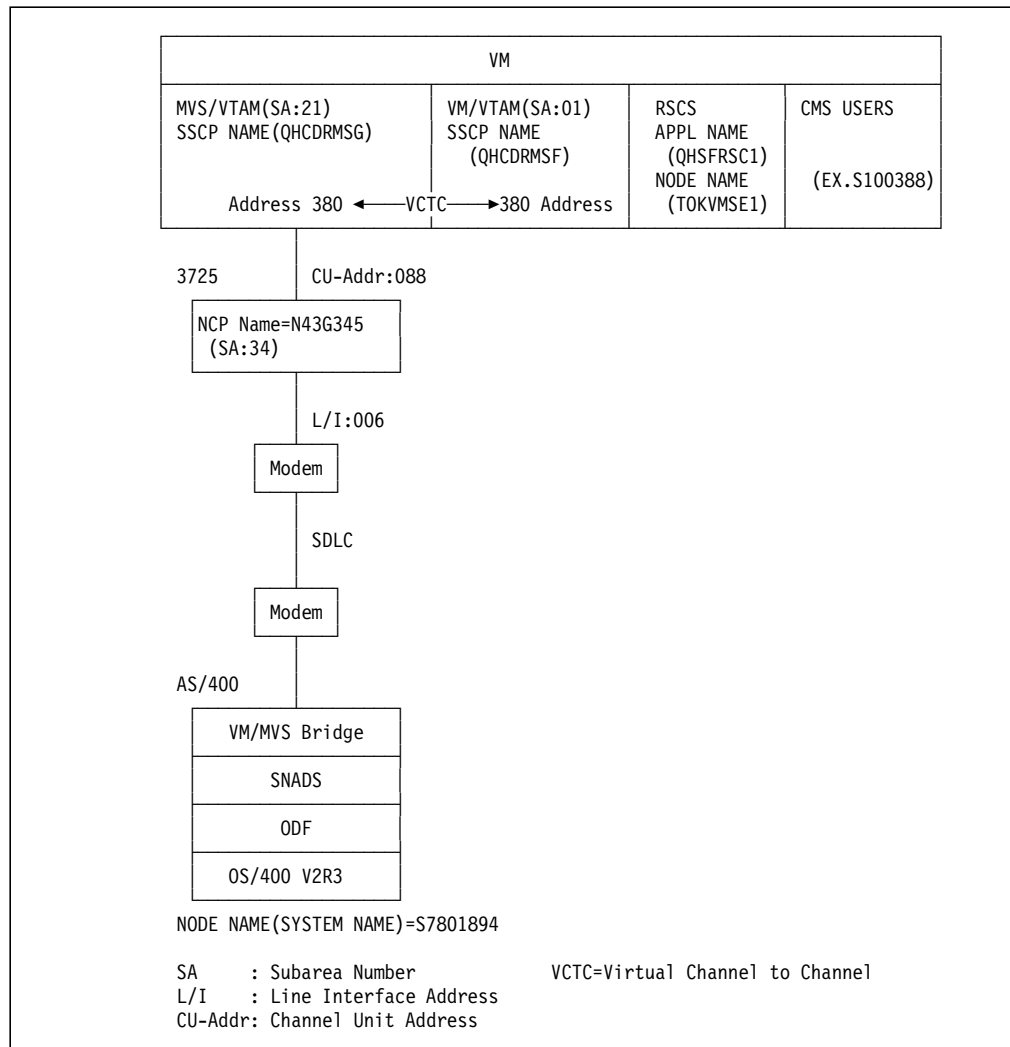 VM
MVS/VTAM(SA:21) VM/VTAM(SA:01) RSCS CMS USERS
SSCP NAME(QHCDRMSG) SSCP NAME APPL NAME
(QHCDRMSF) (QHSFRSC1)
NODE NAME (EX.S100388)
Address 380 ◄────VCTC────►380 Address (TOKVMSE1)
3725 CU-Addr:088
NCP Name=N43G345
(SA:34)
L/I:006
Modem
SDLC
Modem
AS/400
VM/MVS Bridge
SNADS
ODF
OS/400 V2R3
NODE NAME(SYSTEM NAME)=S7801894
SA : Subarea Number VCTC=Virtual Channel to Channel
L/I : Line Interface Address
CU-Addr: Channel Unit Address